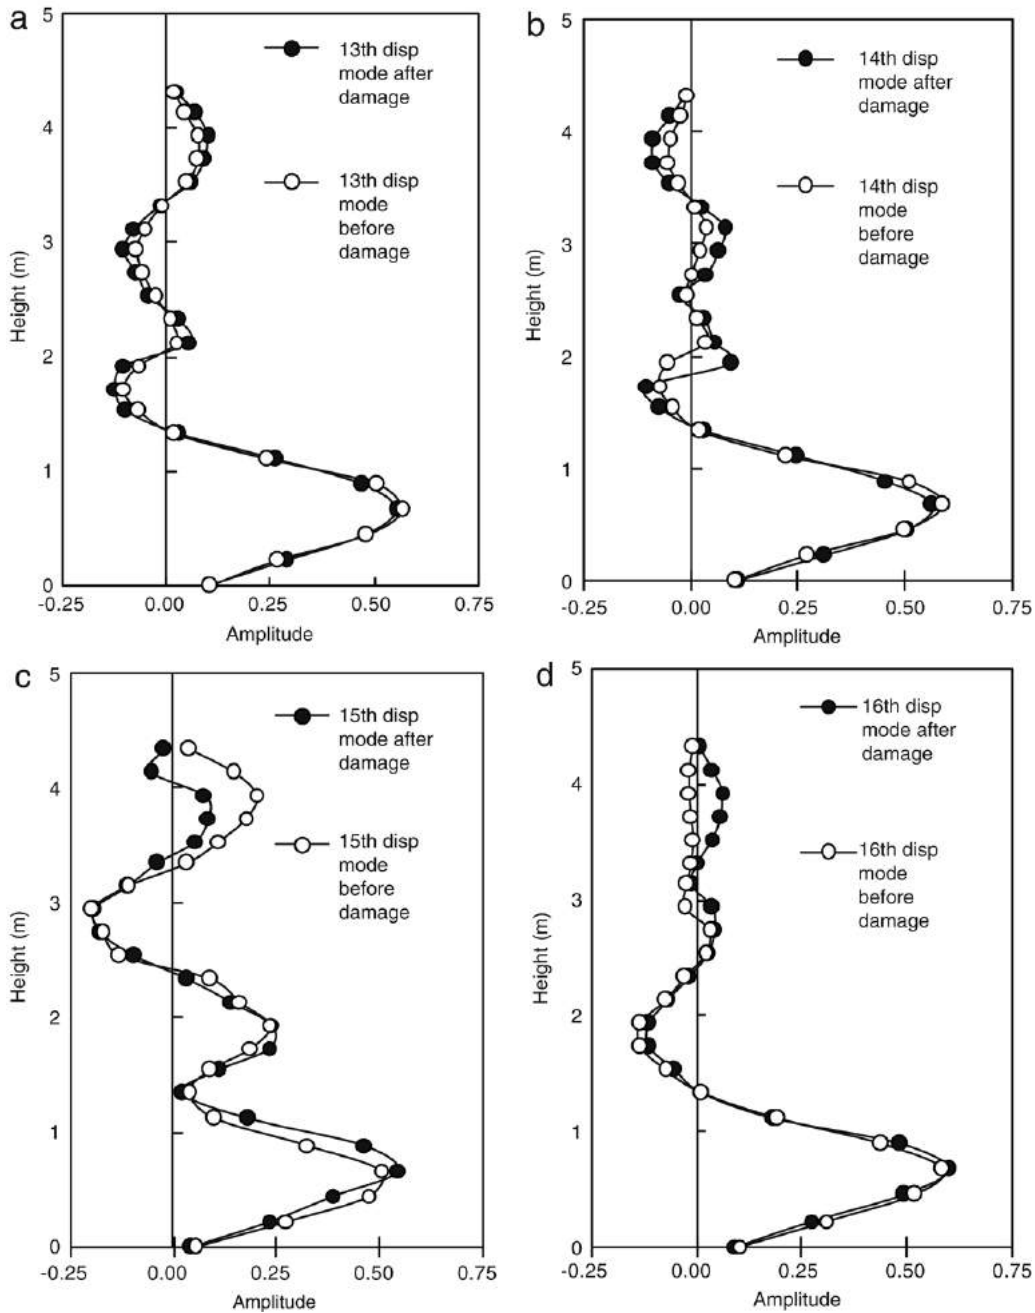 a
5
4
3
2
1
0
Height (m)
13th disp
mode after
damage
13th disp
mode
before
damage
-0.25
0.00
0.25
0.50
0.75
Amplitude
b
5
4
3
2
1
0
Height (m)
14th disp
mode after
damage
14th disp
mode
before
damage
-0.25
0.00
0.25
0.50
0.75
Amplitude
c
5
4
3
2
1
0
Height (m)
15th disp
mode after
damage
15th disp
mode
before
damage
-0.25
0.00
0.25
0.50
0.75
Amplitude
d
5
4
3
2
1
0
Height (m)
16th disp
mode after
damage
16th disp
mode
before
damage
-0.25
0.00
0.25
0.50
0.75
Amplitude